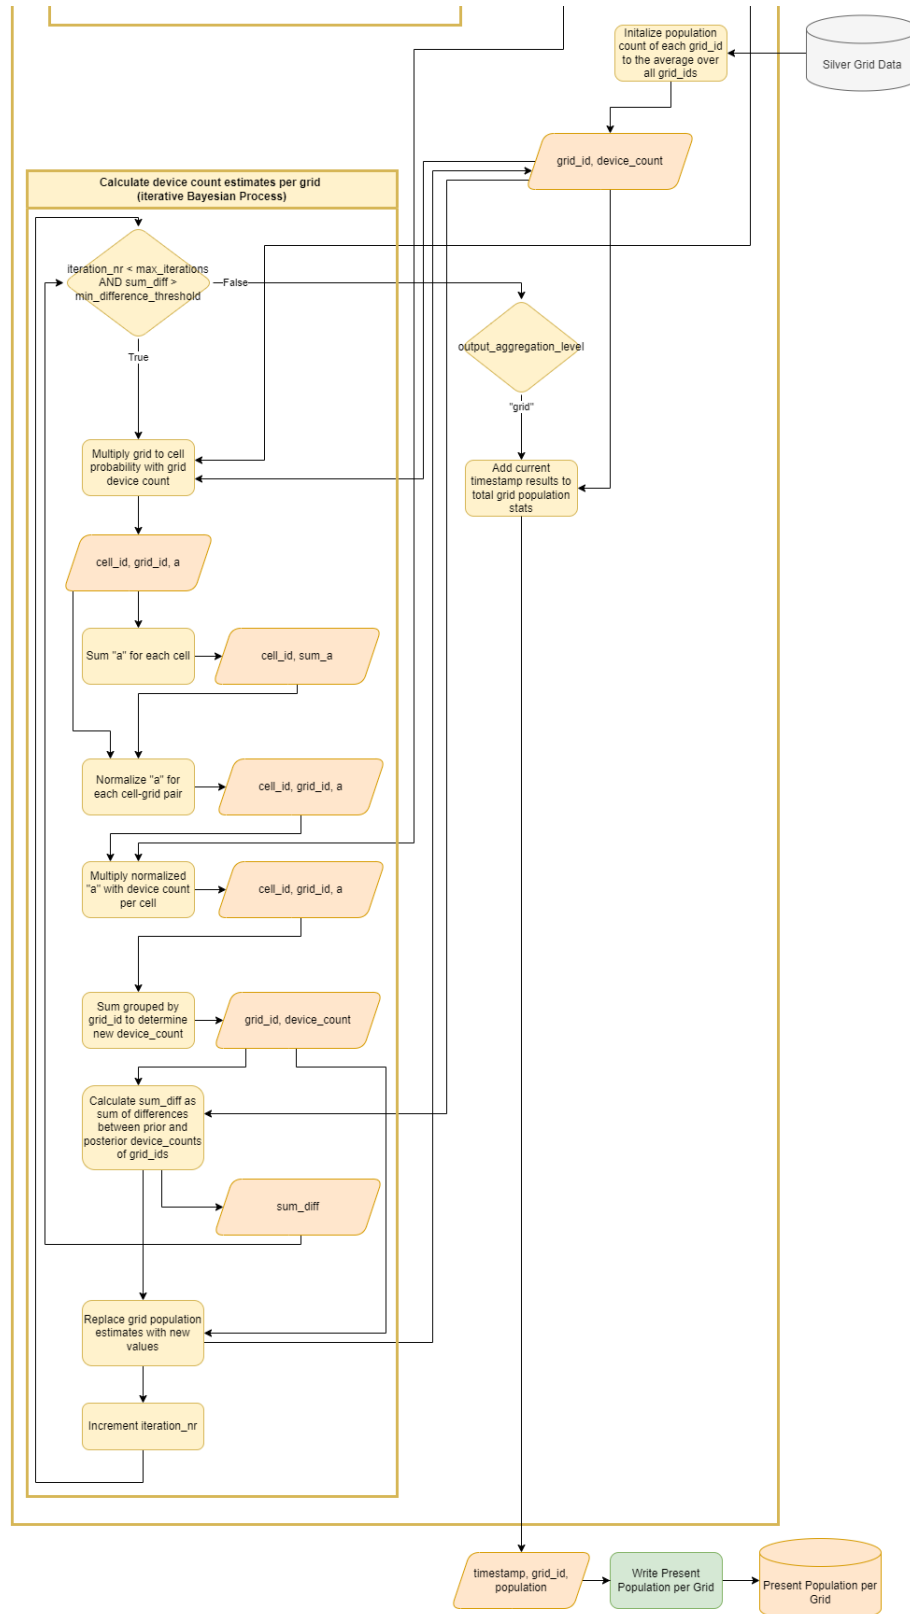 Initalize population
count of each grid_id
to the average over
all grid_ids
Silver Grid Data
grid_id, device_count
Calculate device count estimates per grid
(iterative Bayesian Process)
iteration_nr < max_iterations
AND sum_diff >
min_difference_threshold
False
output_aggregation_level
True
"grid"
Multiply grid to cell
probability with grid
device count
Add current
timestamp results to
total grid population
stats
cell_id, grid_id, a
Sum "a" for each cell
cell_id, sum_a
Normalize "a" for
each cell-grid pair
cell_id, grid_id, a
Multiply normalized
"a" with device count
per cell
cell_id, grid_id, a
Sum grouped by
grid_id to determine
new device_count
grid_id, device_count
Calculate sum_diff as
sum of differences
between prior and
posterior device_counts
of grid_ids
sum_diff
Replace grid population
estimates with new
values
Increment iteration_nr
timestamp, grid_id,
population
Write Present
Population per Grid
Present Population per
Grid